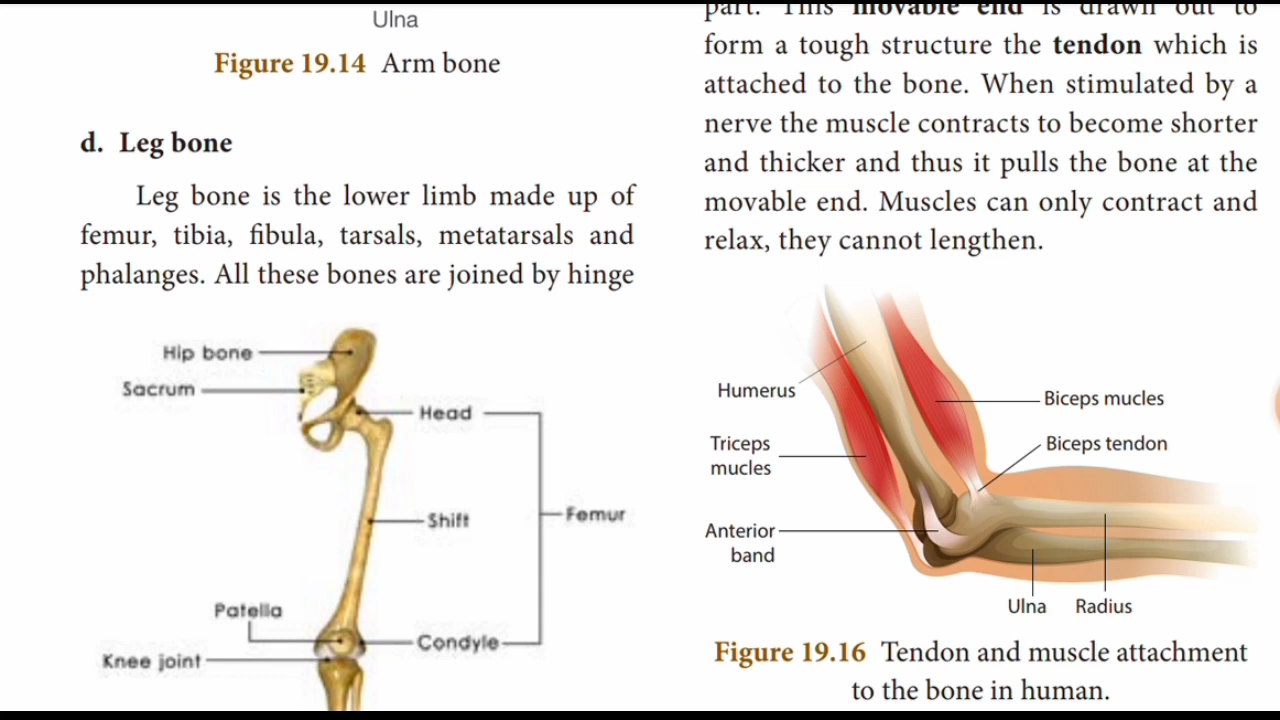 Ulna
Figure 19.14 Arm bone
d. Leg bone
Leg bone is the lower limb made up of
femur, tibia, fibula, tarsals, metatarsals and
phalanges. All these bones are joined by hinge
Hip bone
Sacrum
Head
Shift
Femur
Patella
Condyle
Knee joint
part. This movable end is drawn out to
form a tough structure the tendon which is
attached to the bone. When stimulated by a
nerve the muscle contracts to become shorter
and thicker and thus it pulls the bone at the
movable end. Muscles can only contract and
relax, they cannot lengthen.
Humerus
Biceps mucles
Triceps
mucles
Biceps tendon
Anterior
band
Ulna
Radius
Figure 19.16 Tendon and muscle attachment
to the bone in human.